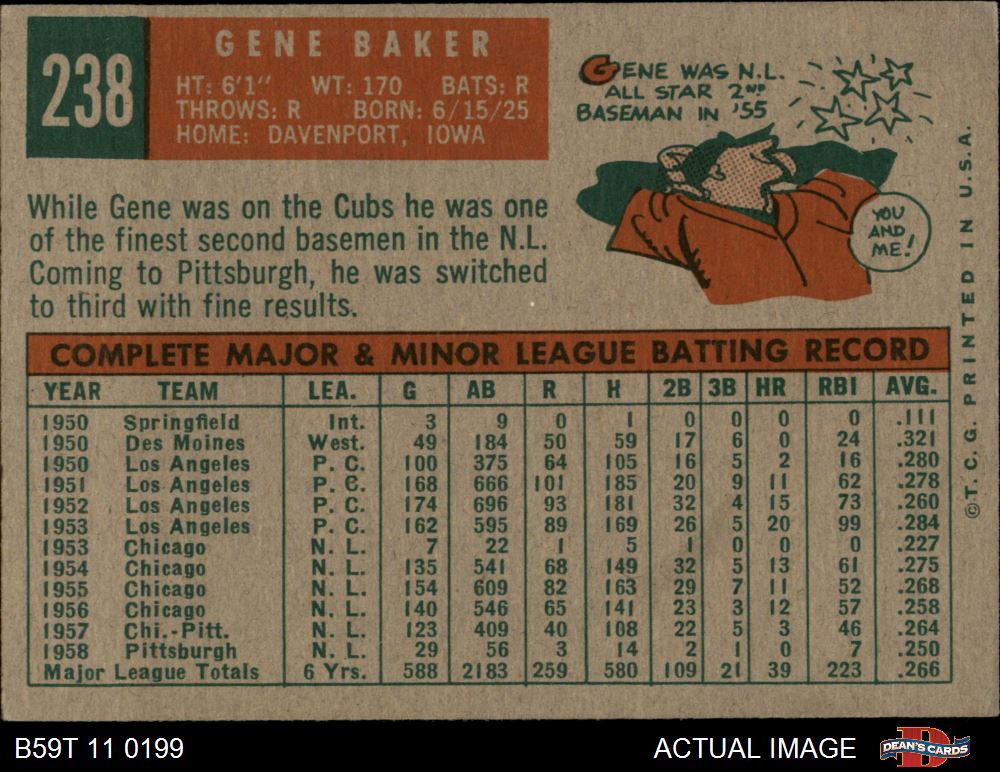 238
GENE BAKER
HT: 6'1" WT: 170 BATS: R
THROWS: R BORN: 6/15/25
HOME: DAVENPORT, IOWA
GENE WAS N.L.
ALL STAR 2ND
BASEMAN IN '55
YOU
AND
ME!
While Gene was on the Cubs he was one
of the finest second basemen in the N.L.
Coming to Pittsburgh, he was switched
to third with fine results.
COMPLETE MAJOR & MINOR LEAGUE BATTING RECORD
YEAR TEAM LEA. G AB R H 2B 3B HR RBI AVG.
1950 Springfield Int. 3 9 0 1 0 0 0 0 .111
1950 Des Moines West. 49 184 50 59 17 6 0 24 .321
1950 Los Angeles P. C. 100 375 64 105 16 5 2 16 .280
1951 Los Angeles P. C. 168 666 101 185 20 9 11 62 .278
1952 Los Angeles P. C. 174 696 93 181 32 4 15 73 .260
1953 Los Angeles P. C. 162 595 89 169 26 5 20 99 .284
1953 Chicago N. L. 7 22 1 5 1 0 0 0 .227
1954 Chicago N. L. 135 541 68 149 32 5 13 61 .275
1955 Chicago N. L. 154 609 82 163 29 7 11 52 .268
1956 Chicago N. L. 140 546 65 141 23 3 12 57 .258
1957 Chi.-Pitt. N. L. 123 409 40 108 22 5 3 46 .264
1958 Pittsburgh N. L. 29 56 3 14 2 1 0 7 .250
Major League Totals 6 Yrs. 588 2183 259 580 109 21 39 223 .266
© T. C. G. PRINTED IN U.S.A.
B59T 11 0199
ACTUAL IMAGE
D
DEAN'S CARDS